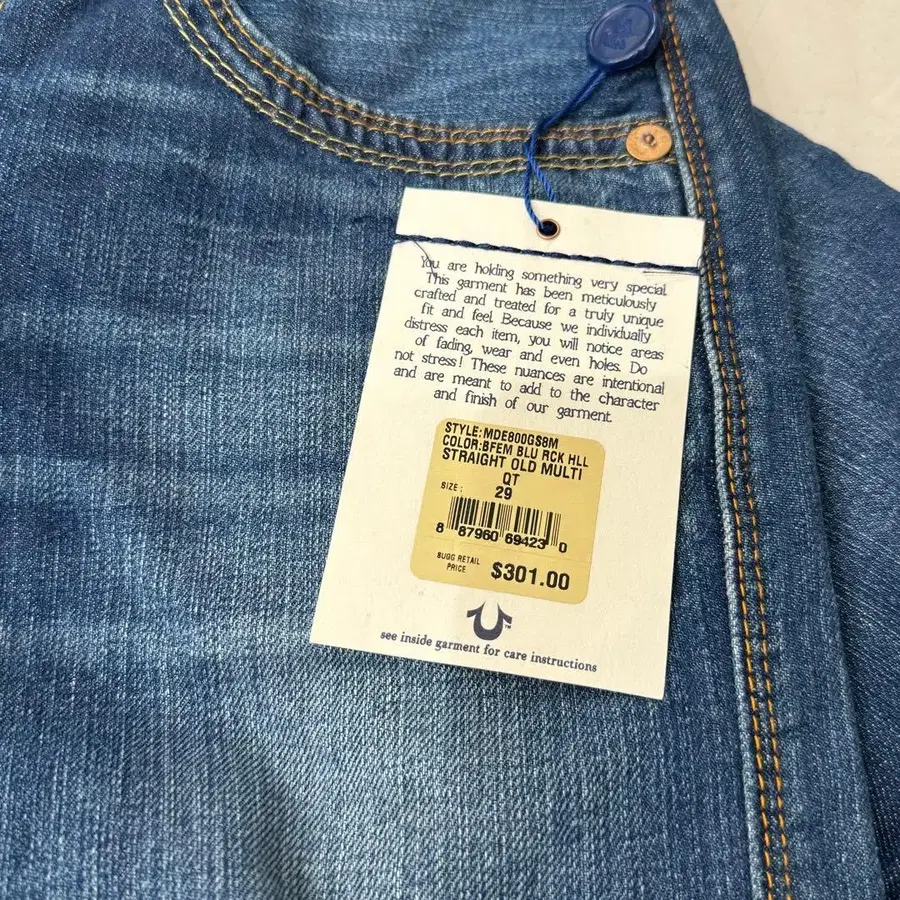 You are holding something very special.
This garment has been meticulously
crafted and treated for a truly unique
fit and feel. Because we individually
distress each item, you will notice areas
of fading, wear and even holes. Do
not stress! These nuances are intentional
and are meant to add to the character
and finish of our garment.
STYLE: MDE800GS8M
COLOR: BFEM BLU RCK HLL
STRAIGHT OLD MULTI
QT
SIZE: 29
8 87960 69423 0
SUGG RETAIL
PRICE $301.00
TM
see inside garment for care instructions